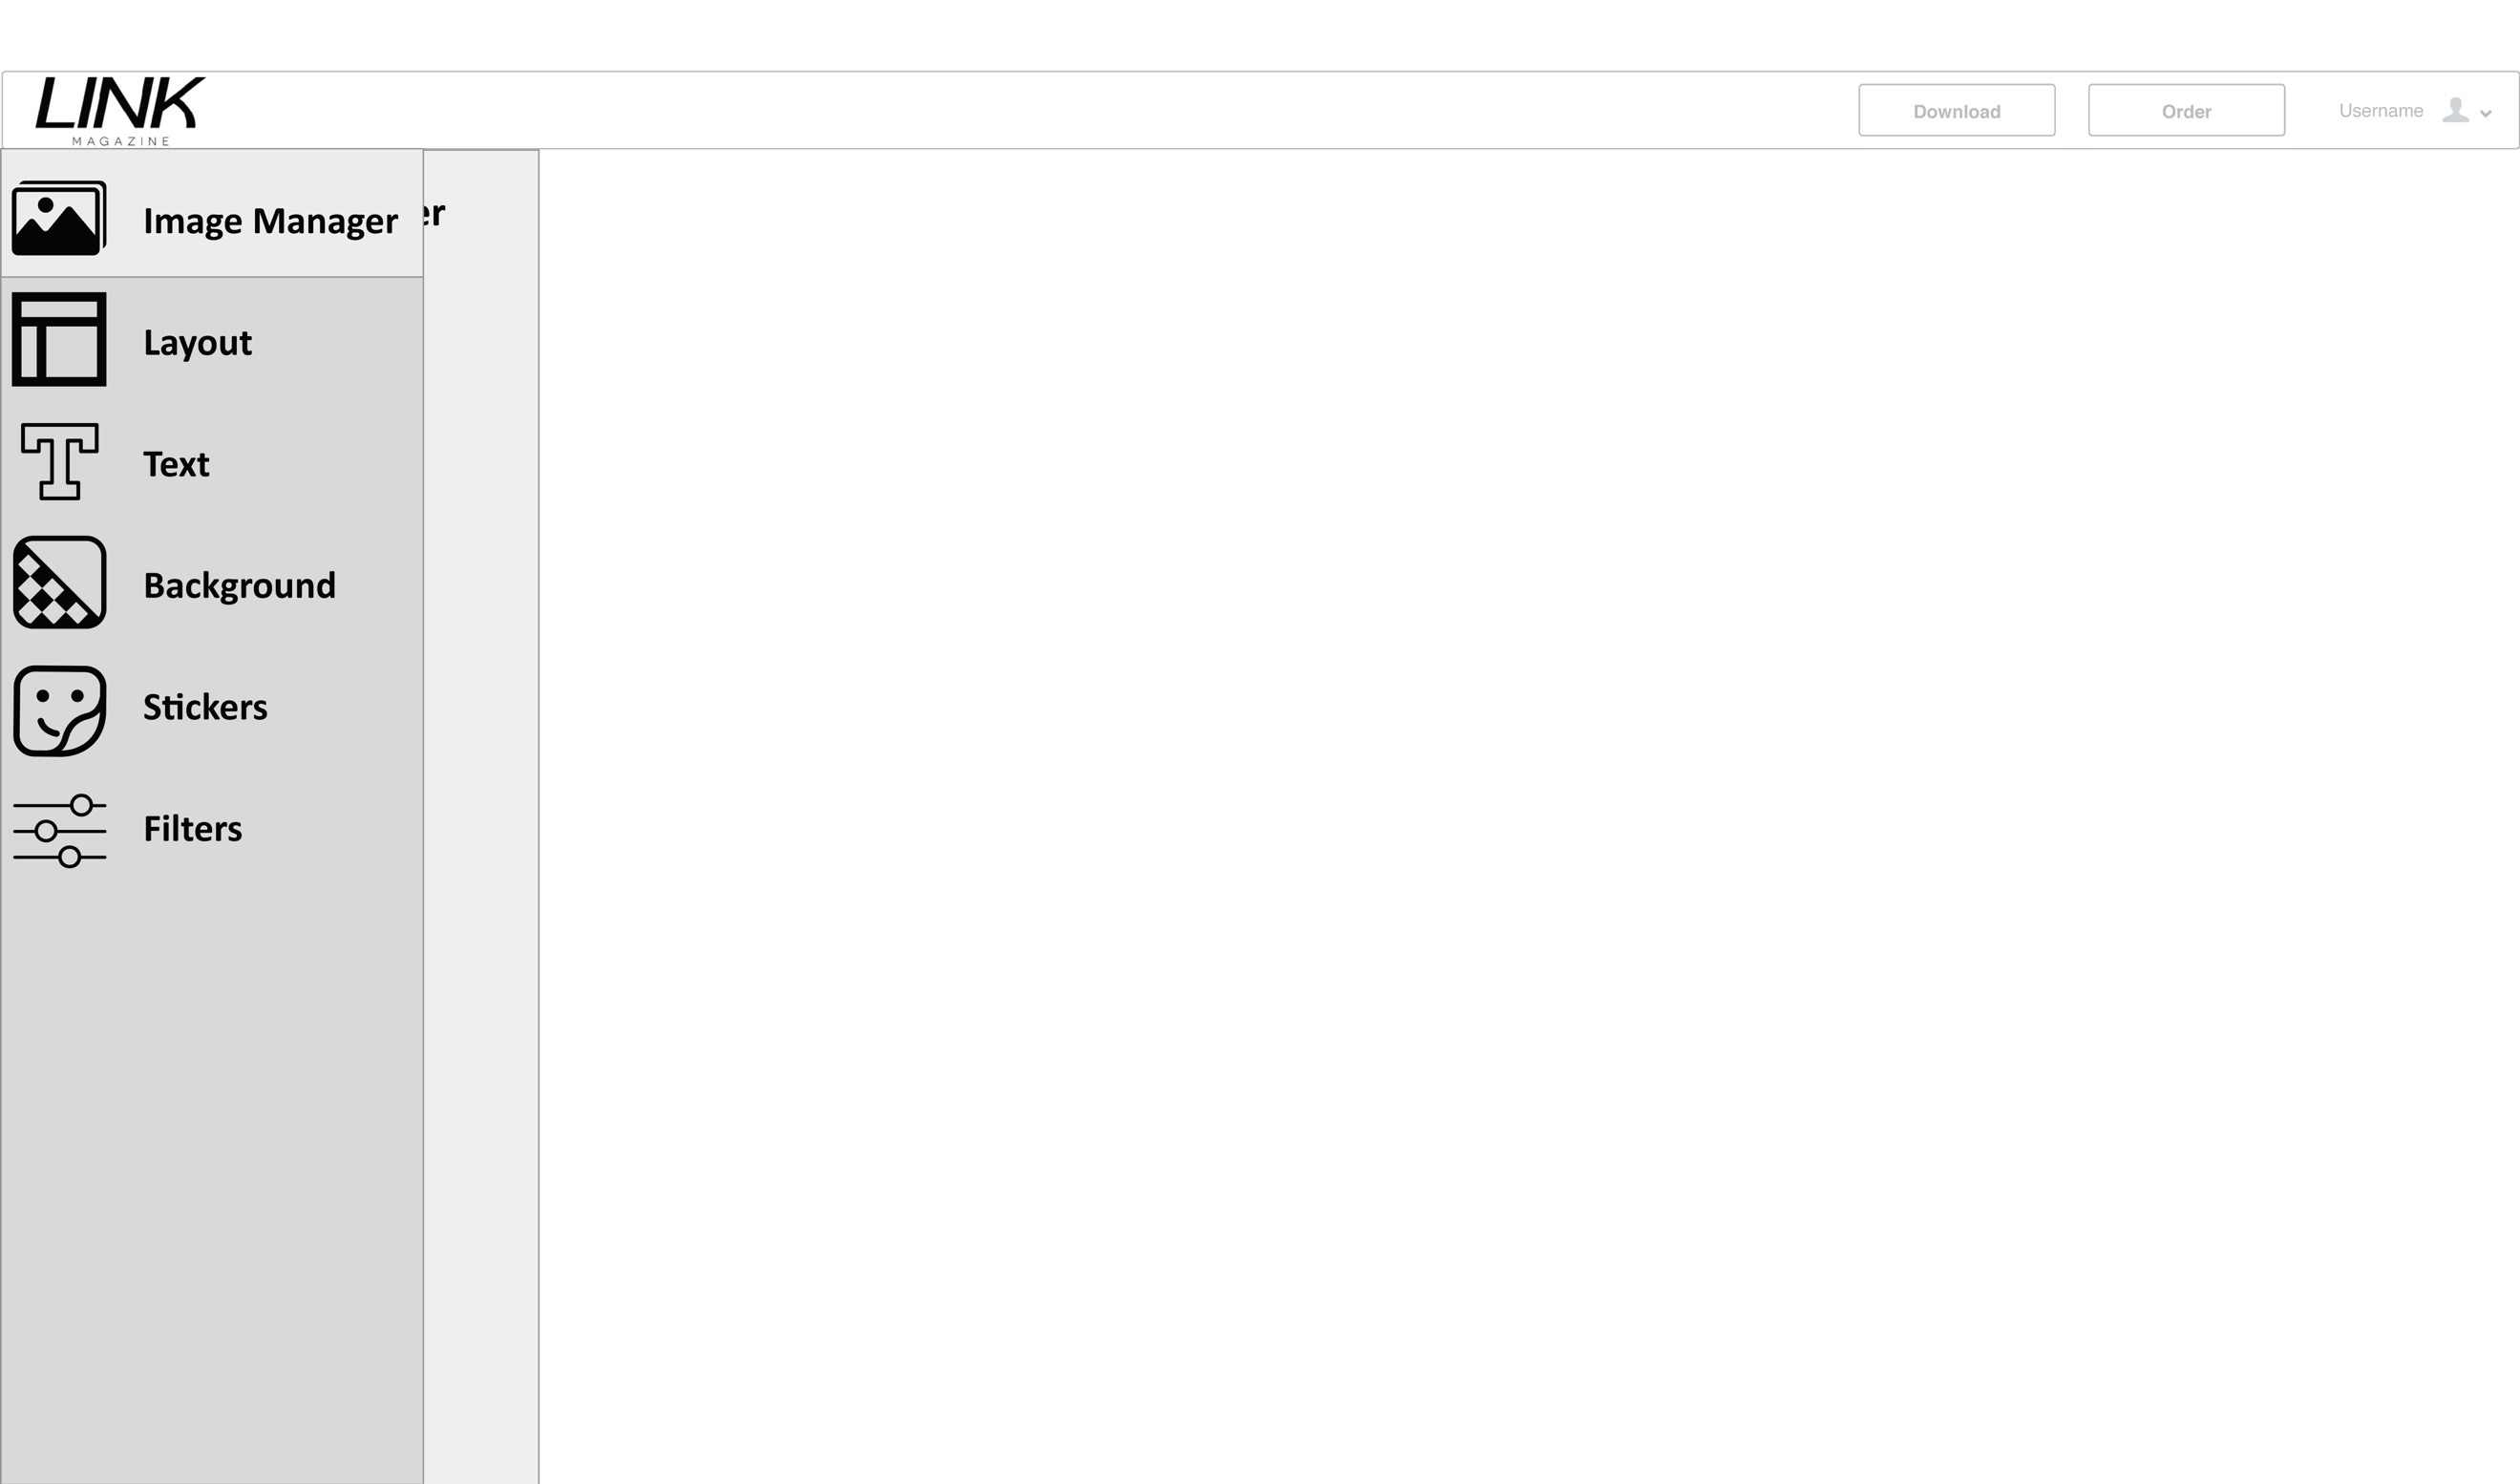 LINK
MAGAZINE
Download
Order
Username
Image Manager
er
Layout
Text
Background
Stickers
Filters